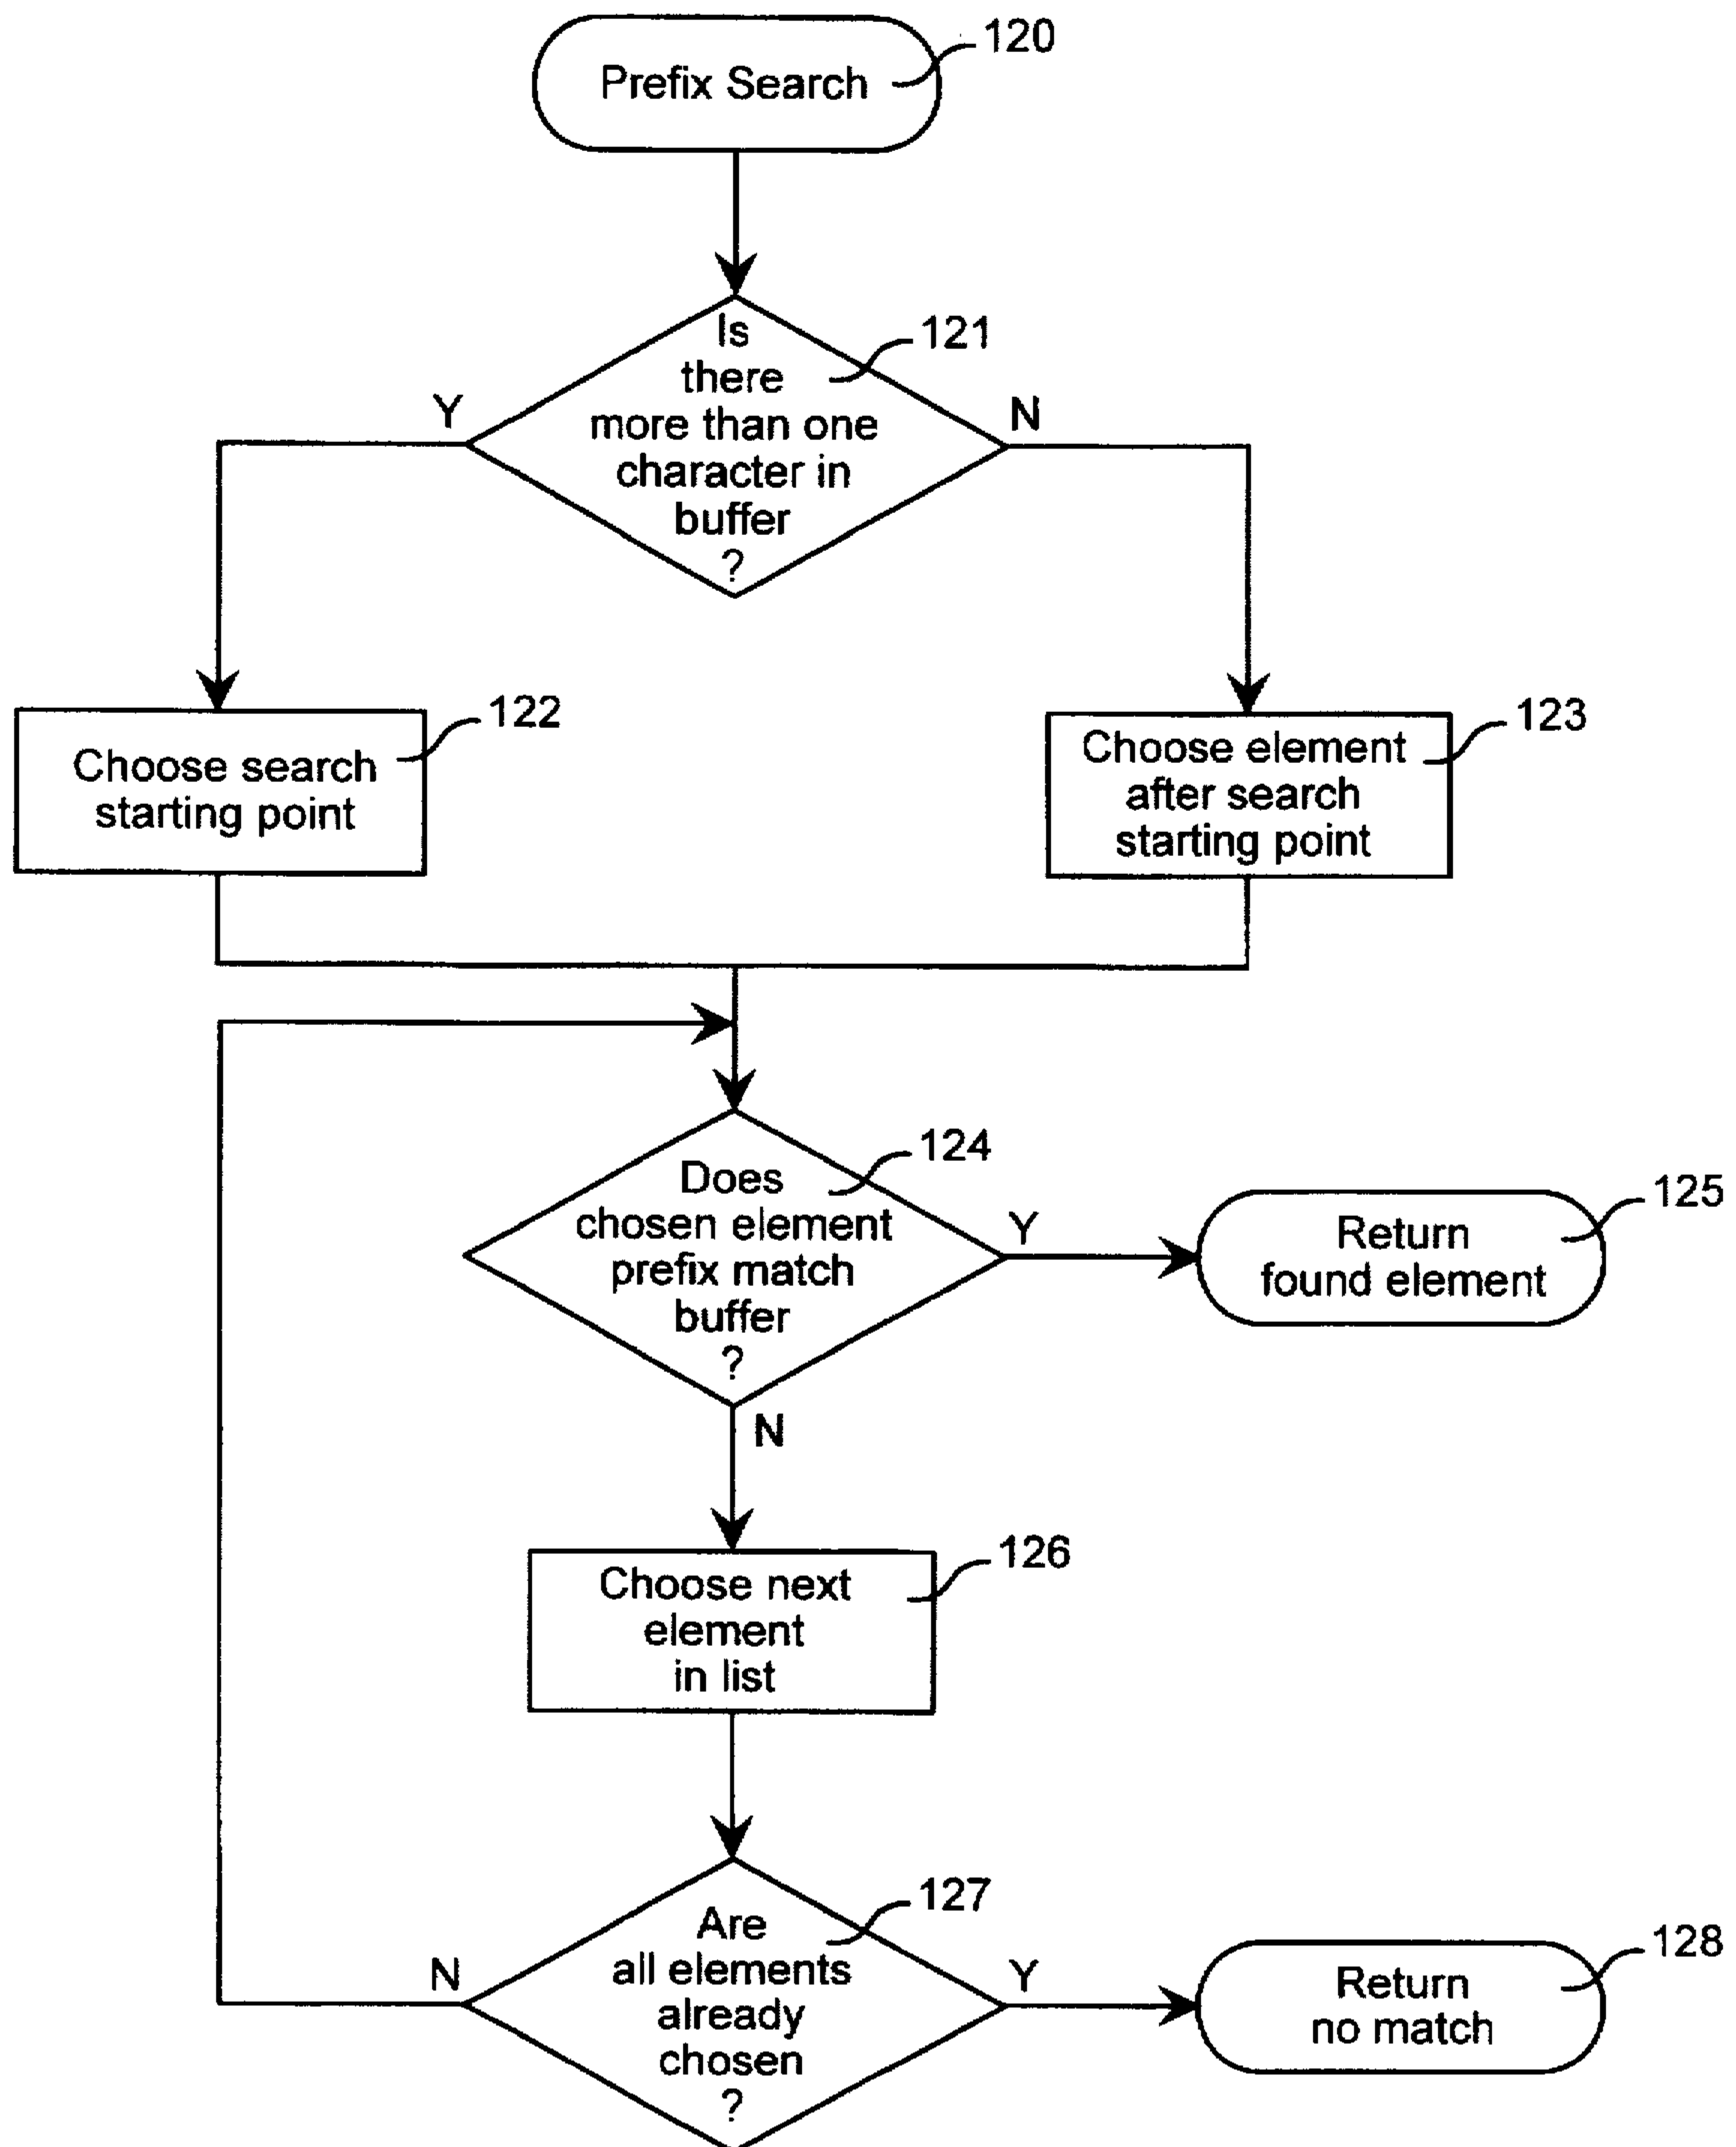 120
Prefix Search
121
Is
there
more than one
character in
buffer
?
Y
N
122
Choose search
starting point
123
Choose element
after search
starting point
124
Does
chosen element
prefix match
buffer
?
Y
N
125
Return
found element
126
Choose next
element
in list
127
Are
all elements
already
chosen
?
N
Y
128
Return
no match